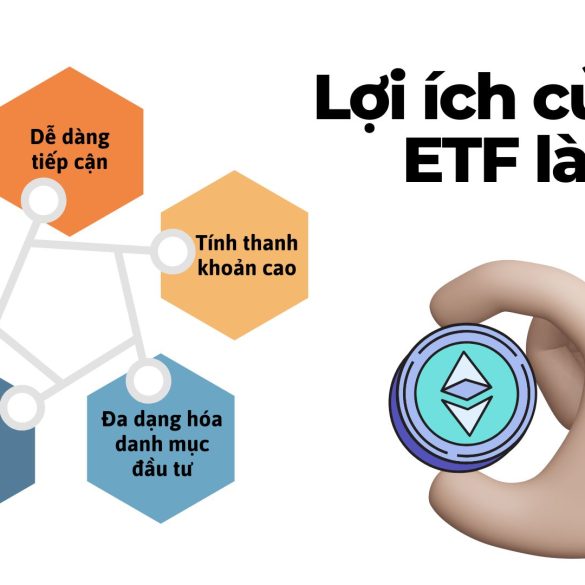 Lợi ích củ
ETF là
Dễ dàng
tiếp cận
Tính thanh
khoản cao
Đa dạng hóa
danh mục
đầu tư